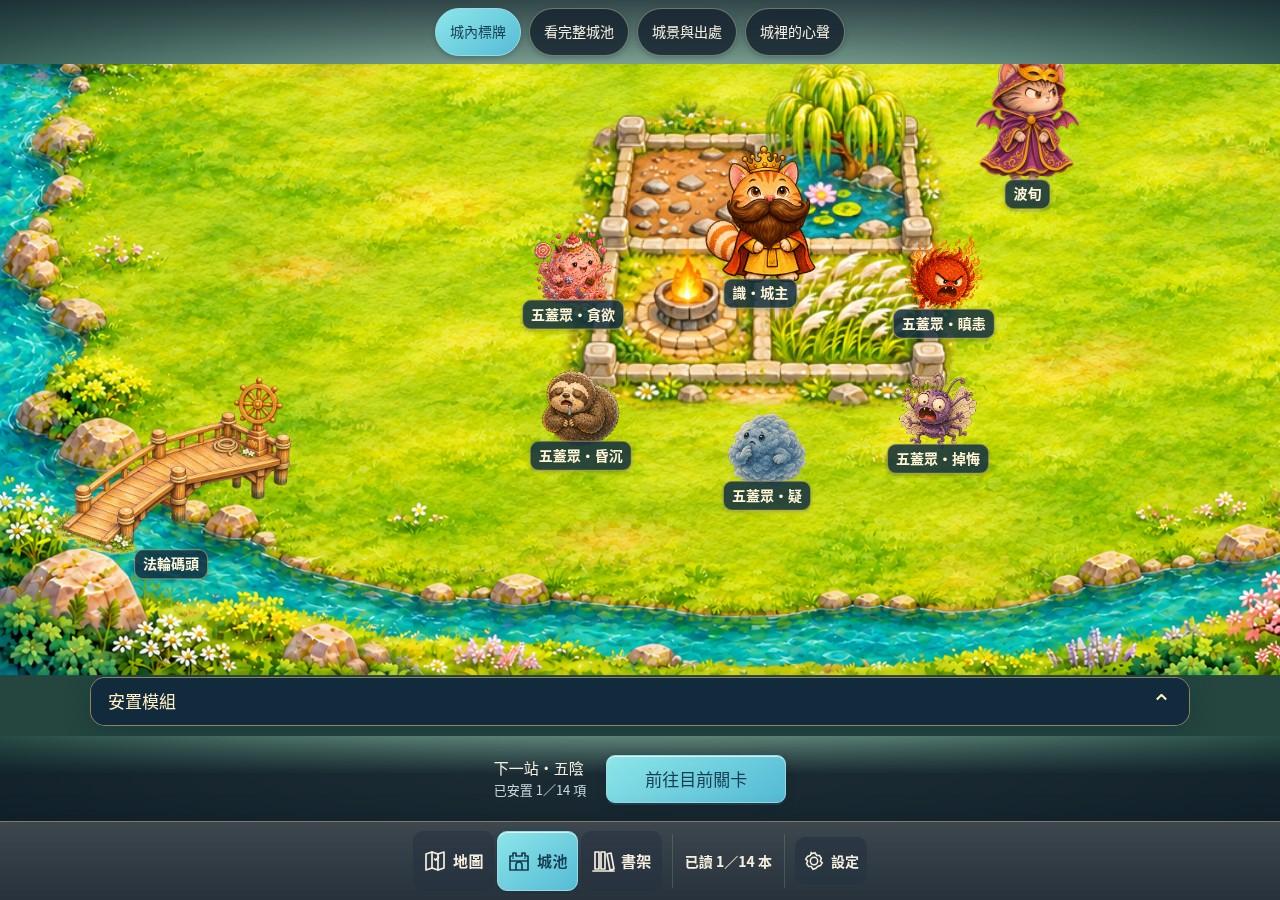 城內標牌
看完整城池
城景與出處
城裡的心聲
波旬
識・城主
五蓋眾・貪欲
五蓋眾・瞋恚
五蓋眾・昏沉
五蓋眾・掉悔
五蓋眾・疑
法輪碼頭
安置模組
下一站・五陰
已安置 1／14 項
前往目前關卡
地圖
城池
書架
已讀 1／14 本
設定